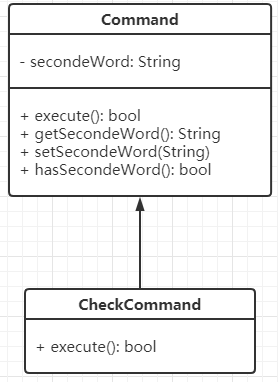 Command
- secondeWord: String
+ execute(): bool
+ getSecondeWord(): String
+ setSecondeWord(String)
+ hasSecondeWord(): bool
CheckCommand
+ execute(): bool